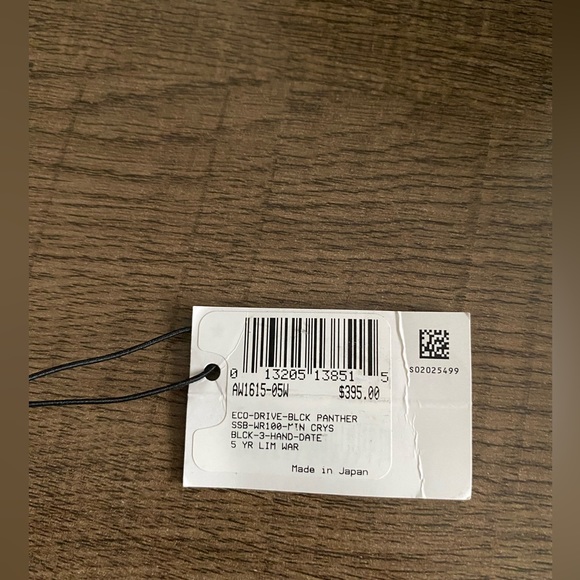 0 13205 13851 5
S02025499
AW1615-05W $395.00
ECO-DRIVE-BLCK PANTHER
SSB-WR100-MIN CRYS
BLCK-3-HAND-DATE
5 YR LIM WAR
Made in Japan